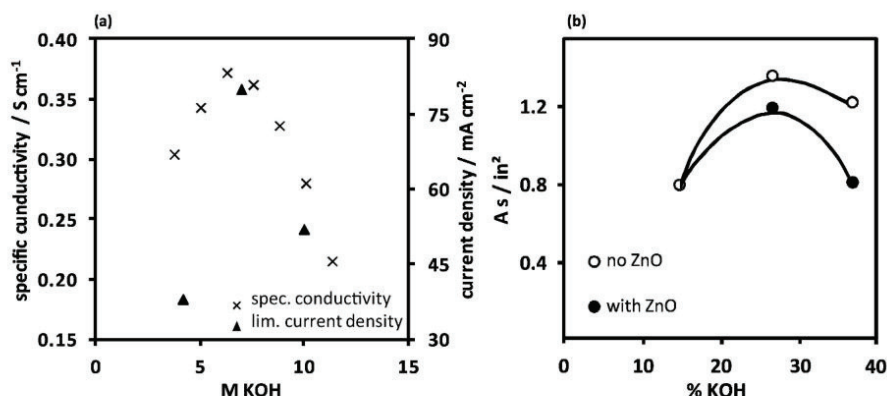 (a)
specific cunductivity / S cm⁻¹
0.40
0.35
0.30
0.25
0.20
0.15
0
5
10
15
M KOH
90
75
60
45
30
current density / mA cm⁻²
spec. conductivity
lim. current density
(b)
A s / in²
1.2
0.8
0.4
0
10
20
30
40
% KOH
no ZnO
with ZnO